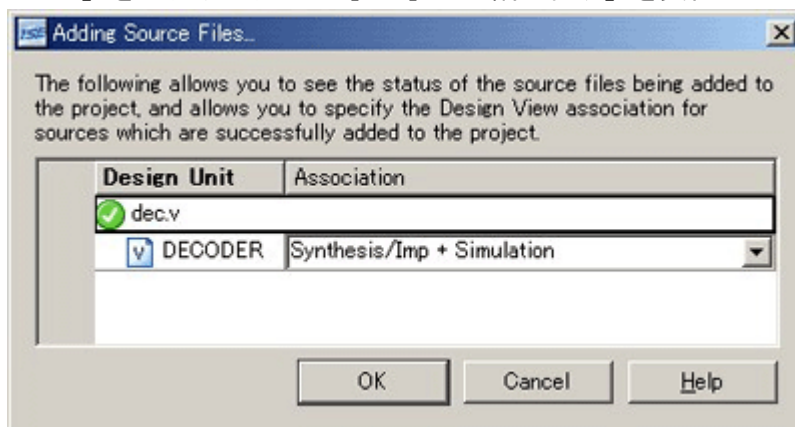 ISE Adding Source Files...
The following allows you to see the status of the source files being added to
the project, and allows you to specify the Design View association for
sources which are successfully added to the project.
Design Unit Association
dec.v
V DECODER Synthesis/Imp + Simulation
OK Cancel Help